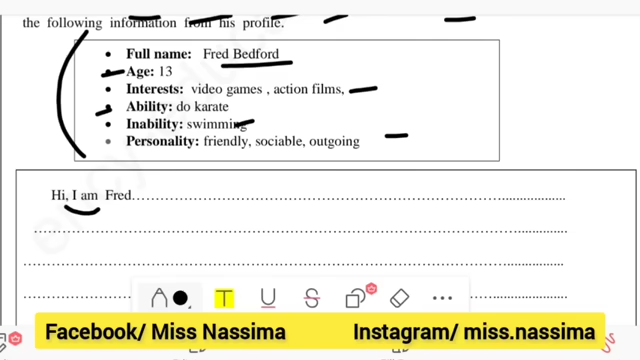 the following information from his profile.
• Full name: Fred Bedford
• Age: 13
• Interests: video games , action films,
• Ability: do karate
• Inability: swimming
• Personality: friendly, sociable, outgoing
Hi, I am Fred……………………………………………………………………
……………………………………………………………………………………
……………………………………………………………………………………
……………………………………………………………………………………
T U S
Facebook/ Miss Nassima Instagram/ miss.nassima